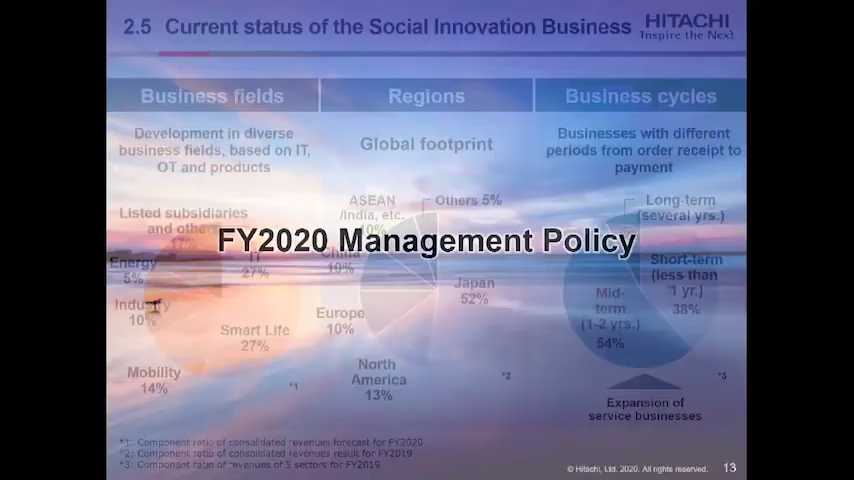 2.5 Current status of the Social Innovation Business
HITACHI
Inspire the Next
Business fields
Regions
Business cycles
Development in diverse
business fields, based on IT,
OT and products
Global footprint
Businesses with different
periods from order receipt to
payment
Listed subsidiaries
and others
17%
Energy
5%
Industry
10%
IT
27%
Smart Life
27%
Mobility
14%
*1
ASEAN
/India, etc.
10%
Others 5%
China
10%
Japan
52%
Europe
10%
North
America
13%
*2
Long-term
(several yrs.)
Short-term
(less than
1 yr.)
38%
Mid-
term
(1-2 yrs.)
54%
*3
Expansion of
service businesses
FY2020 Management Policy
*1: Component ratio of consolidated revenues forecast for FY2020
*2: Component ratio of consolidated revenues result for FY2019
*3: Component ratio of revenues of 5 sectors for FY2019
© Hitachi, Ltd. 2020. All rights reserved.
13